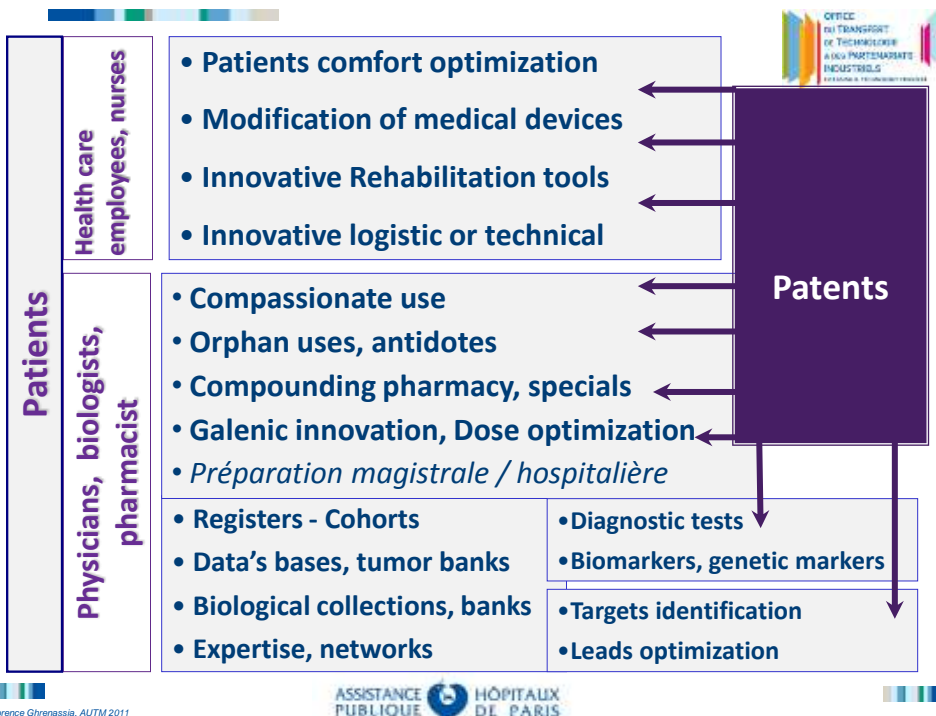 OFFICE
DU TRANSFERT
DE TECHNOLOGIE
& DES PARTENARIATS
INDUSTRIELS
Patients
Health care
employees, nurses
• Patients comfort optimization
• Modification of medical devices
• Innovative Rehabilitation tools
• Innovative logistic or technical
Patents
Physicians, biologists,
pharmacist
• Compassionate use
• Orphan uses, antidotes
• Compounding pharmacy, specials
• Galenic innovation, Dose optimization
• Préparation magistrale / hospitalière
• Registers - Cohorts
• Data's bases, tumor banks
• Biological collections, banks
• Expertise, networks
•Diagnostic tests
•Biomarkers, genetic markers
•Targets identification
•Leads optimization
ASSISTANCE HÔPITAUX
PUBLIQUE DE PARIS
Ghrenassia, AUTM 2011